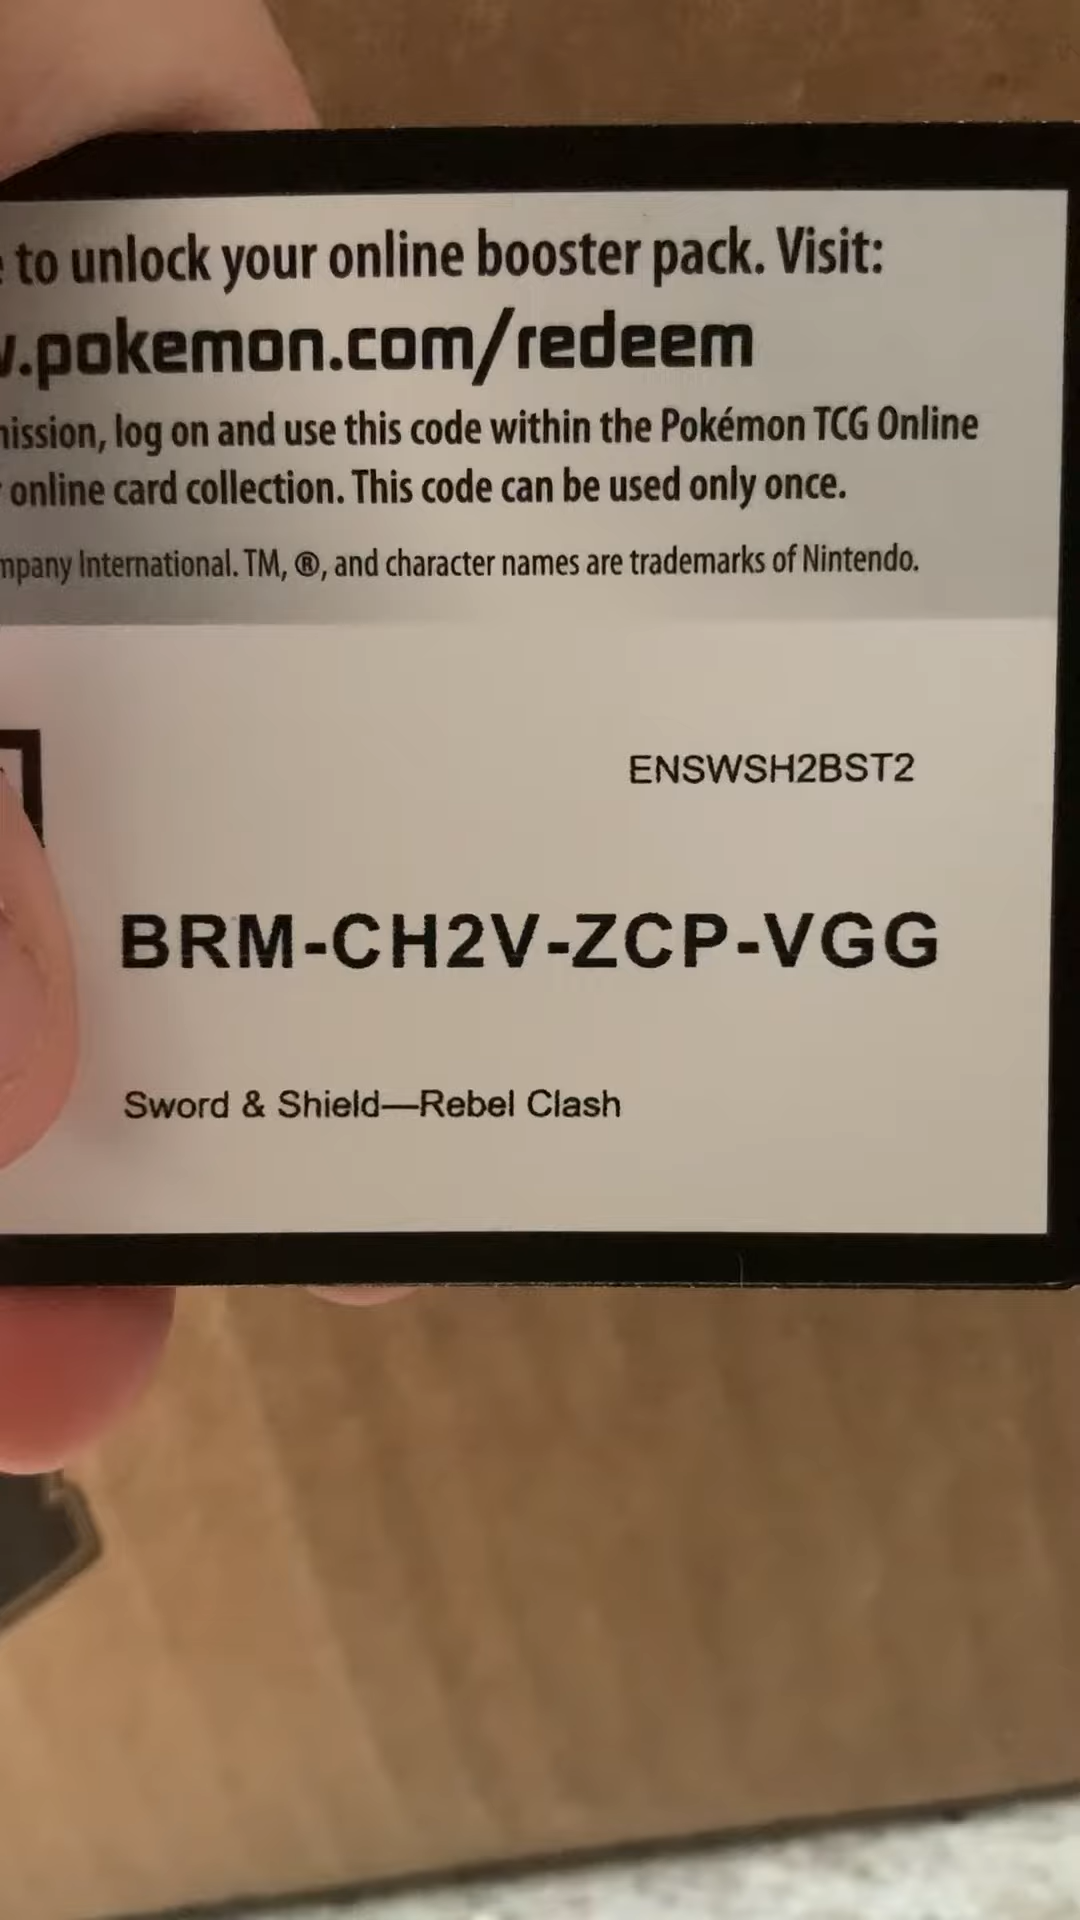 to unlock your online booster pack. Visit:
.pokemon.com/redeem
log on and use this code within the Pokémon TCG Online
online card collection. This code can be used only once.
International. TM, ®, and character names are trademarks of Nintendo.
ENSWSH2BST2
BRM-CH2V-ZCP-VGG
Sword & Shield—Rebel Clash